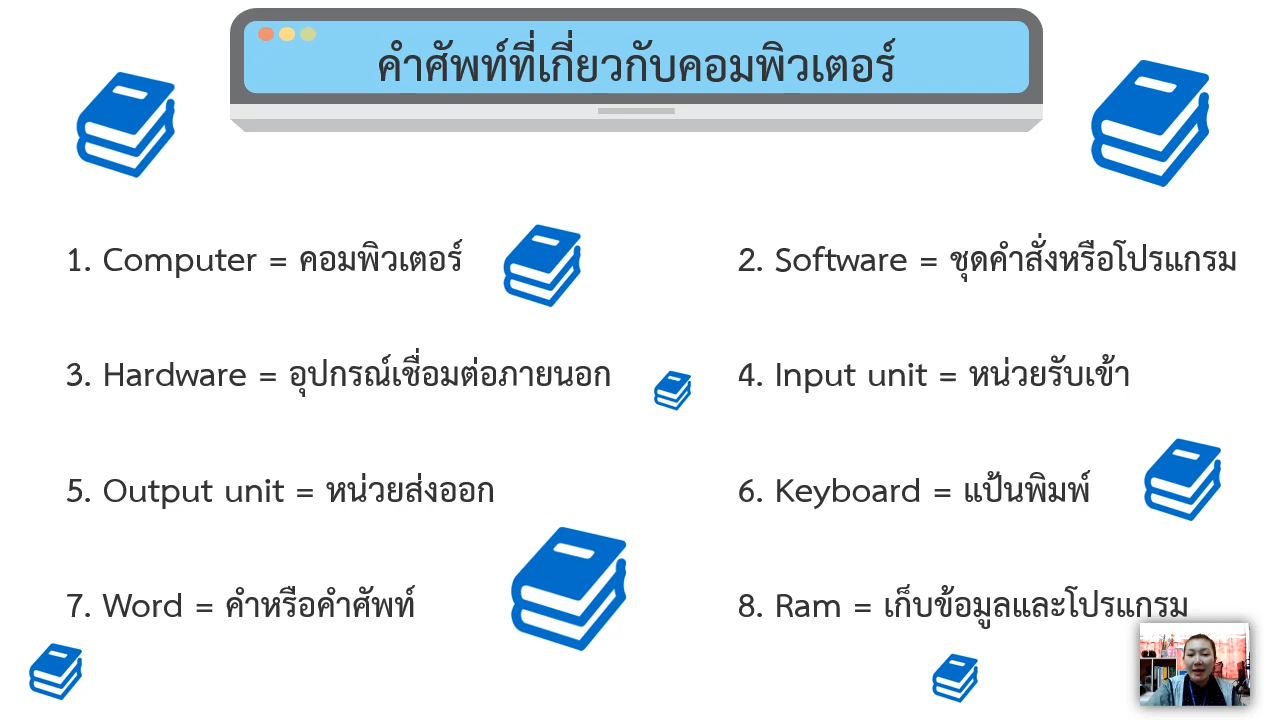 คำศัพท์ที่เกี่ยวกับคอมพิวเตอร์
1. Computer = คอมพิวเตอร์
2. Software = ชุดคำสั่งหรือโปรแกรม
3. Hardware = อุปกรณ์เชื่อมต่อภายนอก
4. Input unit = หน่วยรับเข้า
5. Output unit = หน่วยส่งออก
6. Keyboard = แป้นพิมพ์
7. Word = คำหรือคำศัพท์
8. Ram = เก็บข้อมูลและโปรแกรม